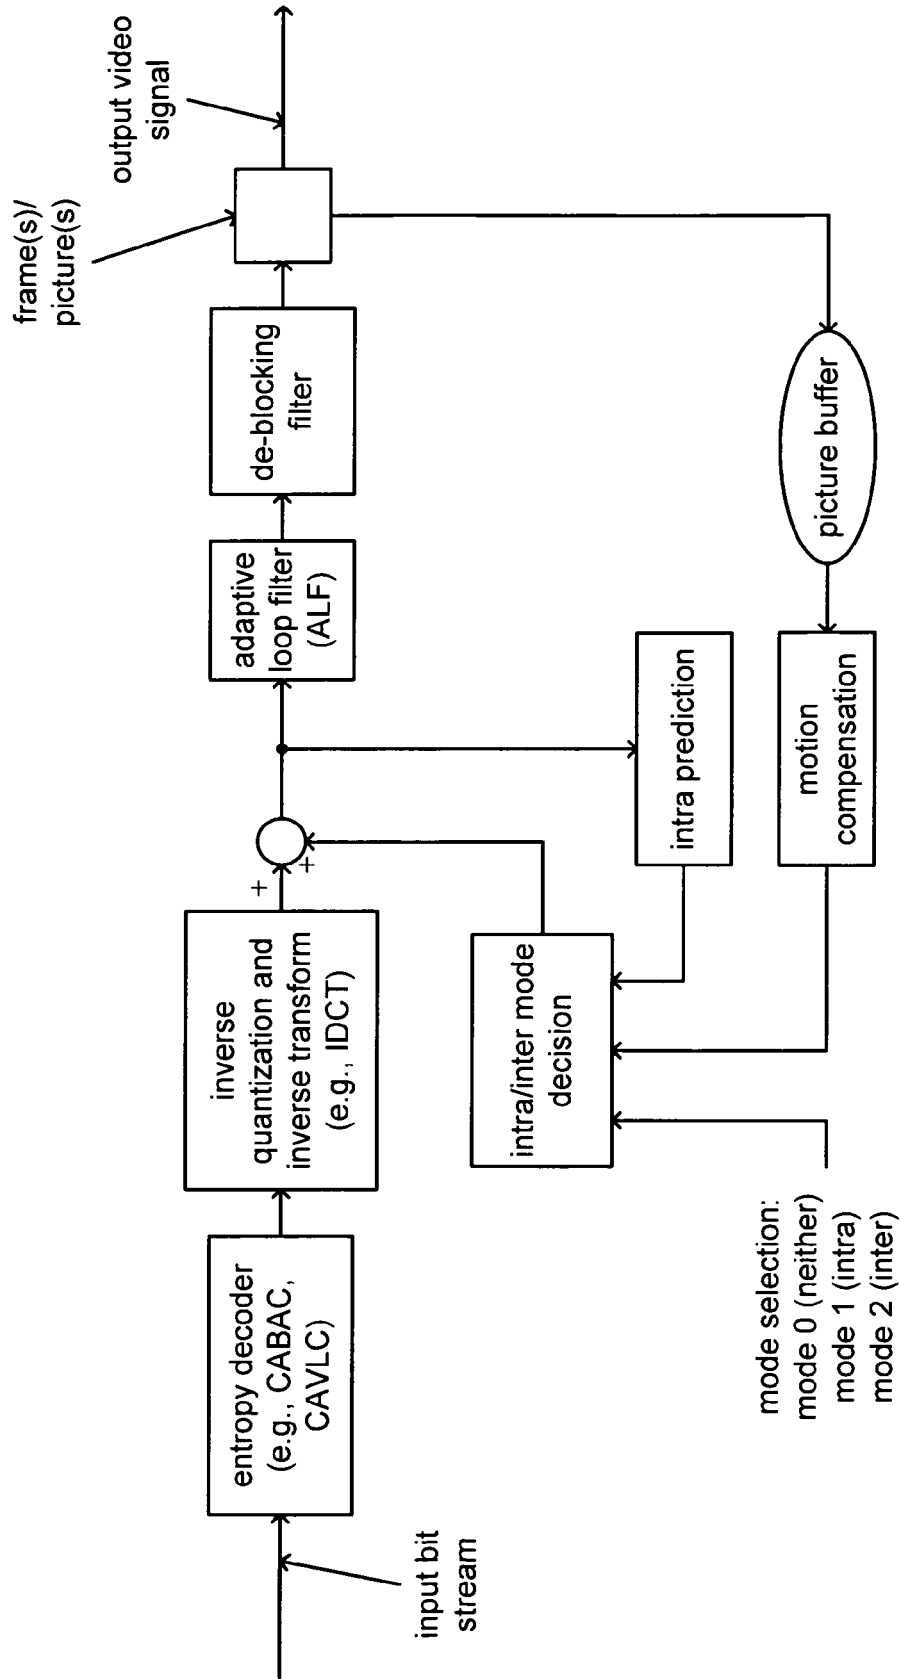 input bit
stream
entropy decoder
(e.g., CABAC,
CAVLC)
inverse
quantization and
inverse transform
(e.g., IDCT)
+
+
adaptive
loop filter
(ALF)
de-blocking
filter
frame(s)/
picture(s)
output video
signal
intra/inter mode
decision
intra prediction
mode selection:
mode 0 (neither)
mode 1 (intra)
mode 2 (inter)
motion
compensation
picture buffer